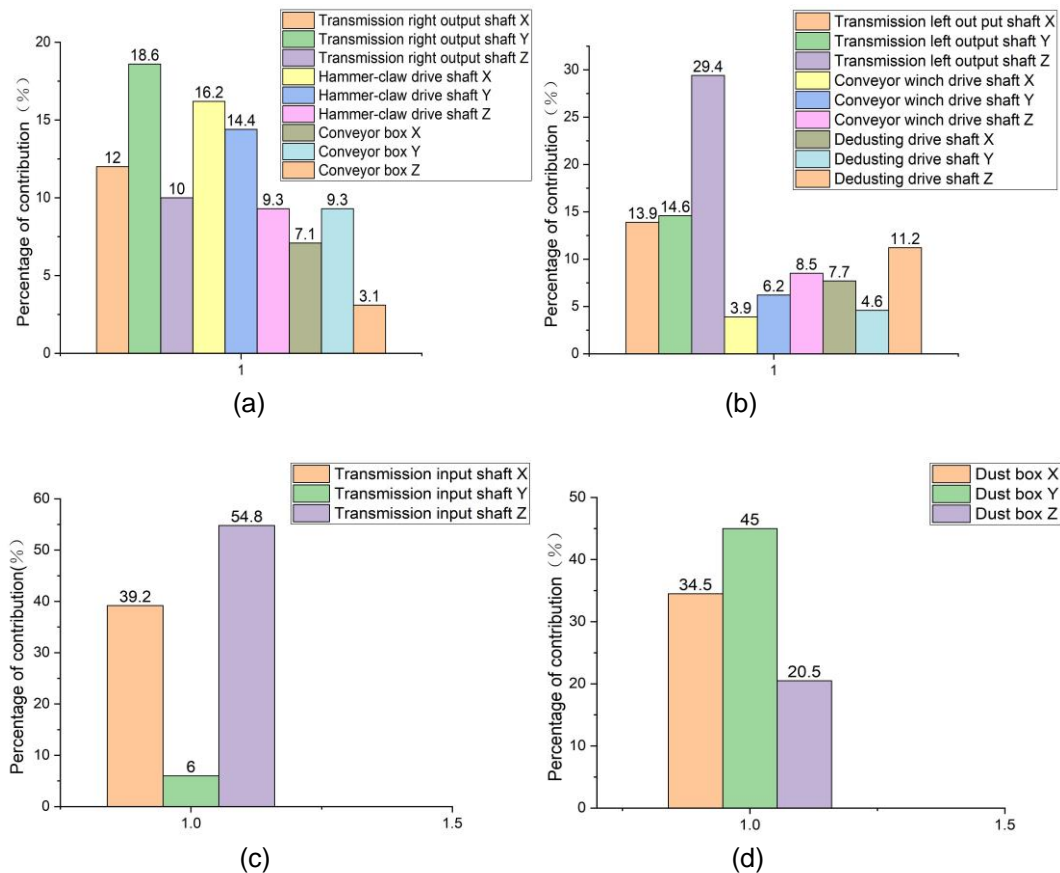 Transmission right output shaft X
Transmission right output shaft Y
Transmission right output shaft Z
Hammer-claw drive shaft X
Hammer-claw drive shaft Y
Hammer-claw drive shaft Z
Conveyor box X
Conveyor box Y
Conveyor box Z
Percentage of contribution（%）
20
15
10
5
0
12
18.6
10
16.2
14.4
9.3
7.1
9.3
3.1
1
(a)
Transmission left out put shaft X
Transmission left output shaft Y
Transmission left output shaft Z
Conveyor winch drive shaft X
Conveyor winch drive shaft Y
Conveyor winch drive shaft Z
Dedusting drive shaft X
Dedusting drive shaft Y
Dedusting drive shaft Z
Percentage of contribution（%）
30
25
20
15
10
5
0
13.9
14.6
29.4
3.9
6.2
8.5
7.7
4.6
11.2
1
(b)
Transmission input shaft X
Transmission input shaft Y
Transmission input shaft Z
Percentage of contribution(%)
60
50
40
30
20
10
0
39.2
6
54.8
1.0
1.5
(c)
Dust box X
Dust box Y
Dust box Z
Percentage of contribution（%）
50
40
30
20
10
0
34.5
45
20.5
1.0
1.5
(d)